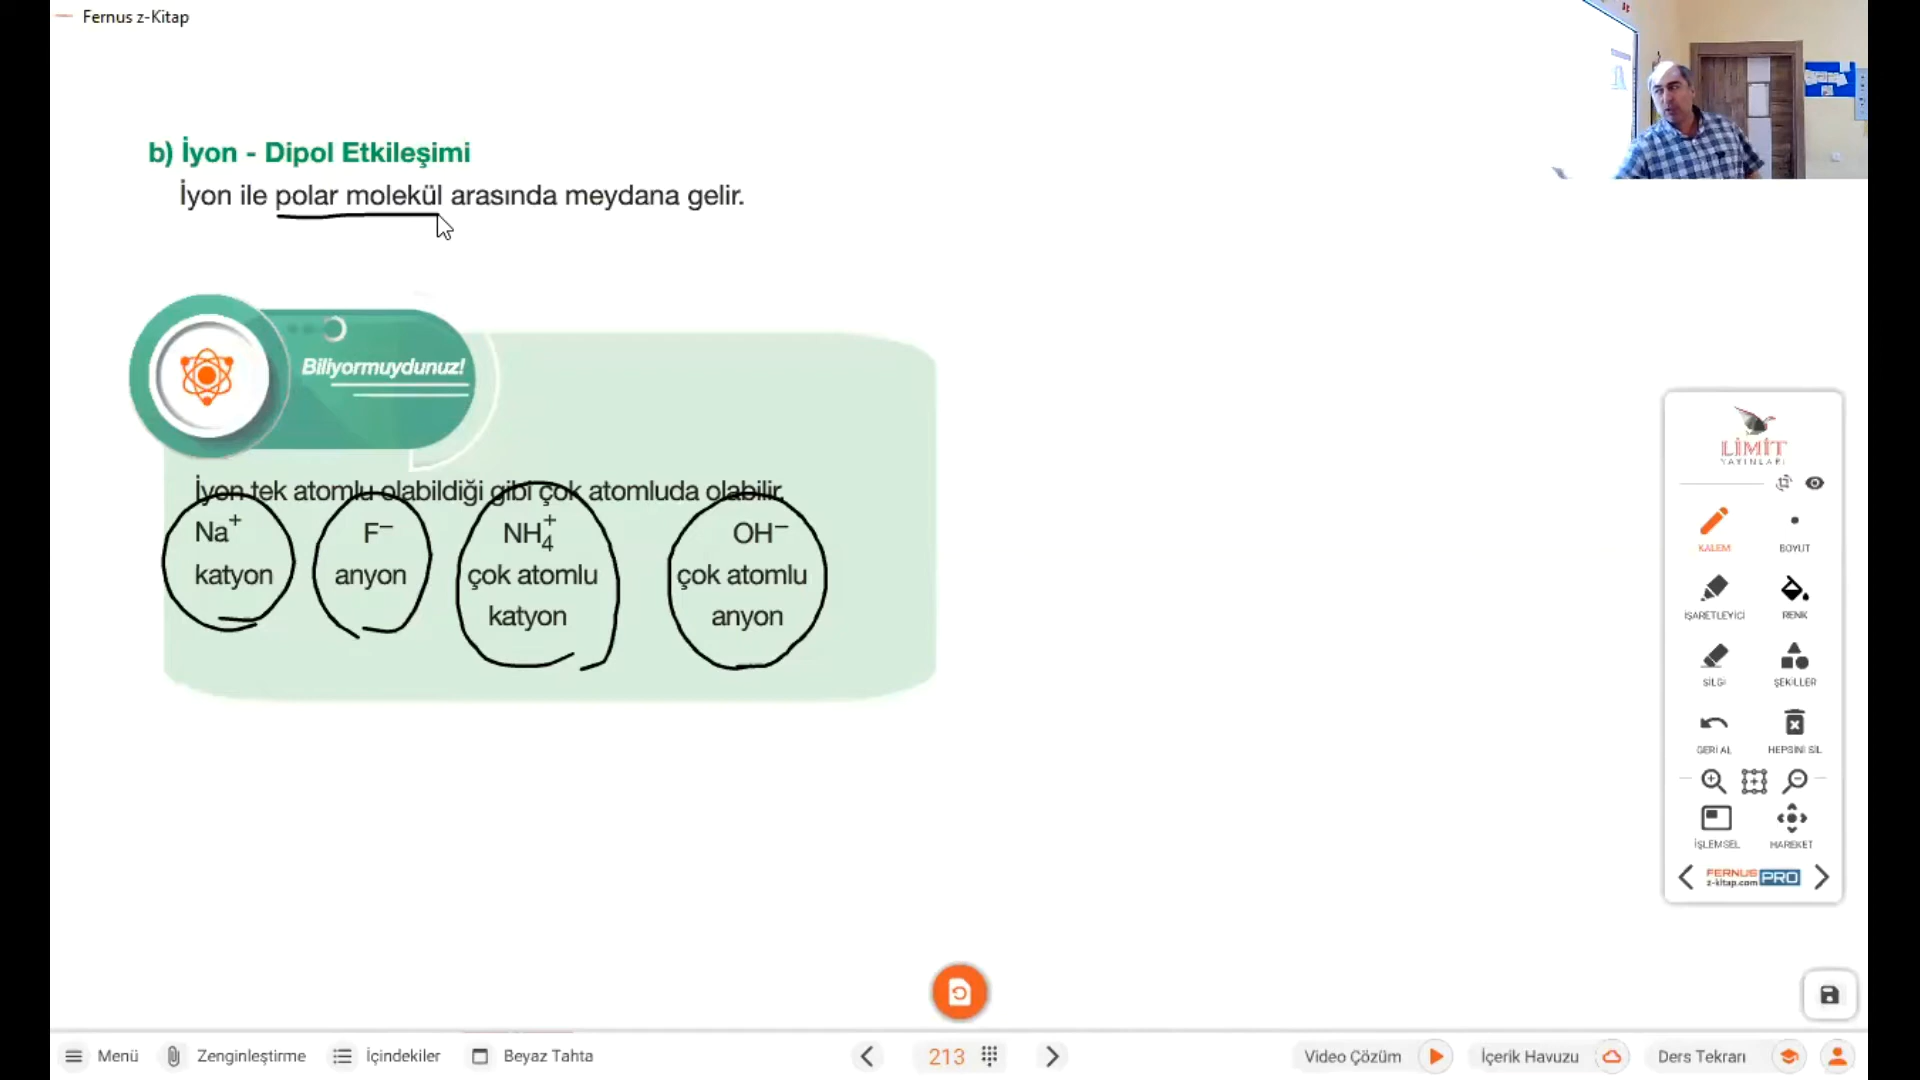 Fernus z-Kitap
b) İyon - Dipol Etkileşimi
İyon ile polar molekül arasında meydana gelir.
Biliyormuydunuz!
İyon tek atomlu olabildiği gibi çok atomluda olabilir.
Na⁺ F⁻ NH₄⁺ OH⁻
katyon anyon çok atomlu çok atomlu
katyon anyon
LİMİT
YAYINLARI
KALEM BOYUT
İŞARETLEYİCİ RENK
SİLGİ ŞEKİLLER
GERİ AL HEPSİNİ SİL
İŞLEMSEL HAREKET
FERNUS
z-kitap.com PRO
Menü Zenginleştirme İçindekiler Beyaz Tahta 213 Video Çözüm İçerik Havuzu Ders Tekrarı